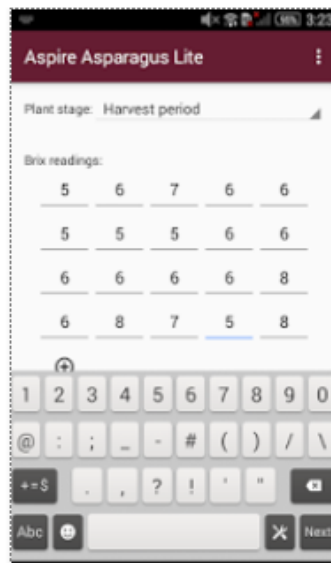 3:23
Aspire Asparagus Lite
Plant stage: Harvest period
Brix readings:
5 6 7 6 6
5 5 5 6 6
6 6 6 6 8
6 8 7 5 8
1 2 3 4 5 6 7 8 9 0
@ : ; _ - # ( ) / \
+=$ . , ? ! ' "
Abc Next